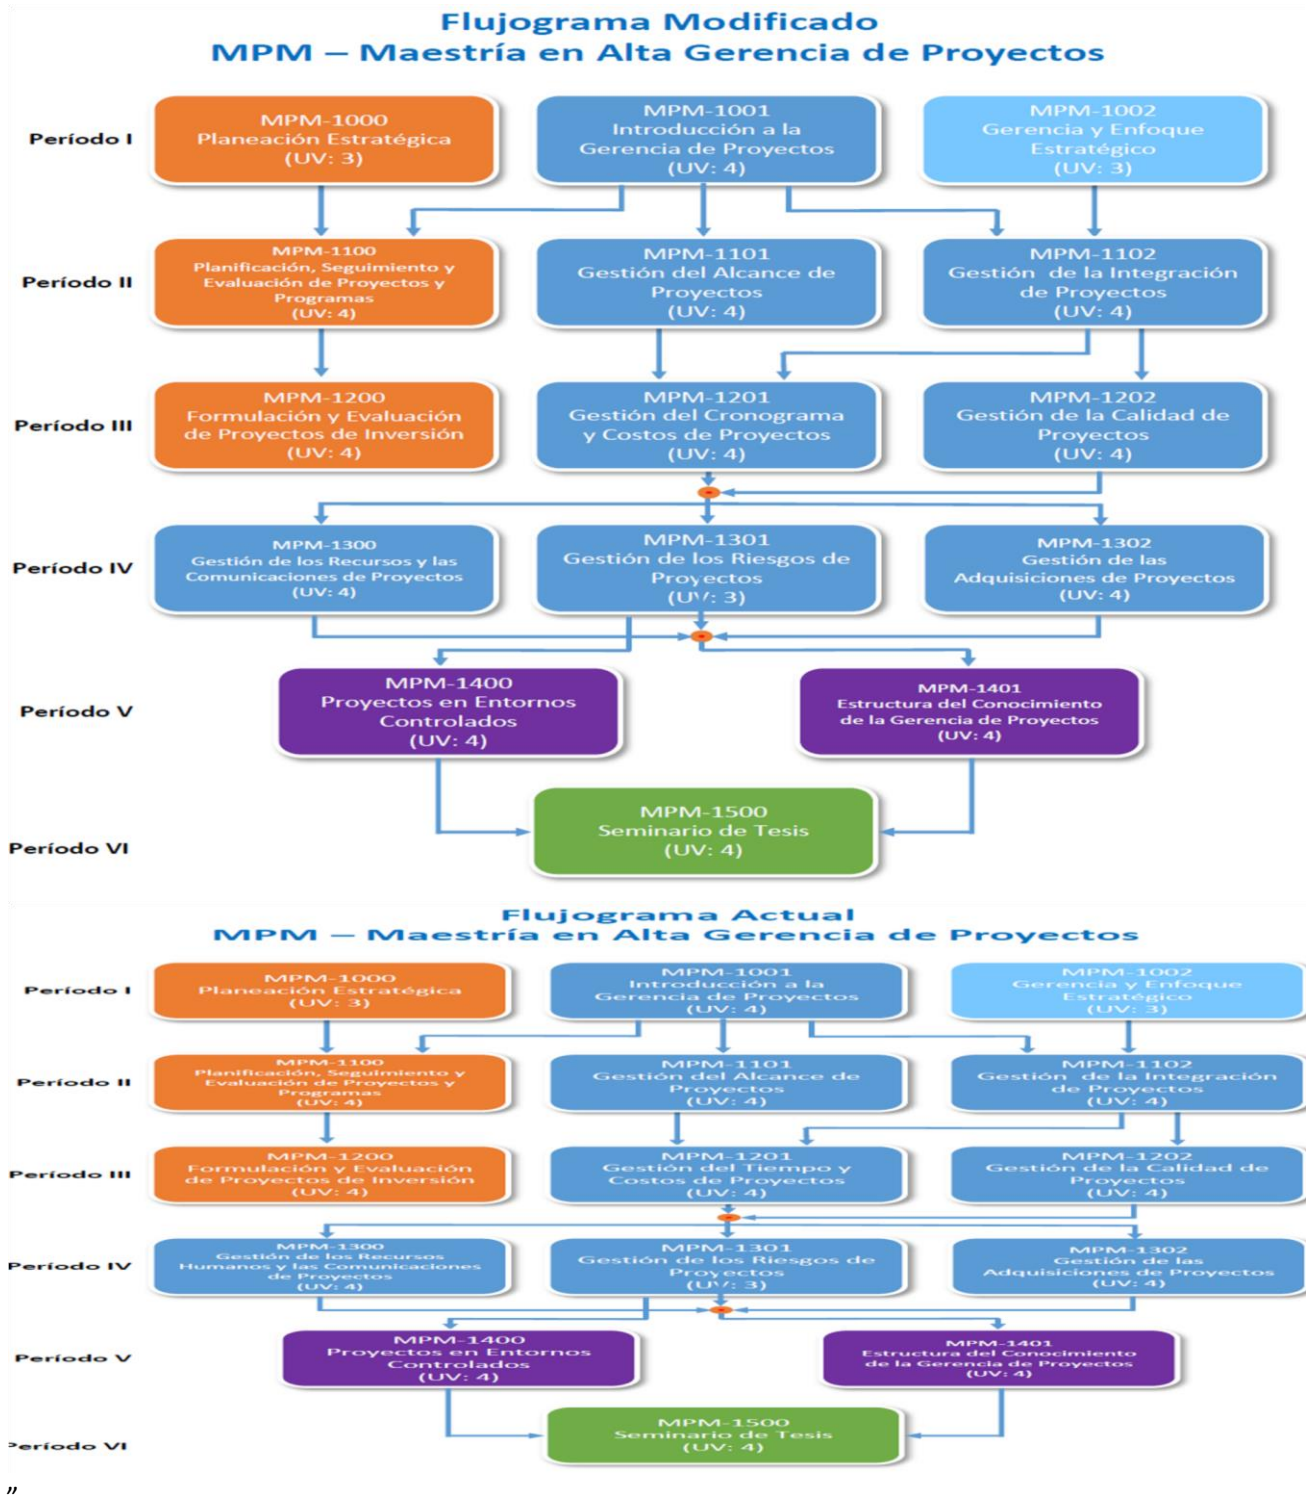 Flujograma Modificado
MPM – Maestría en Alta Gerencia de Proyectos
Período I
MPM-1000
Planeación Estratégica
(UV: 3)
MPM-1001
Introducción a la
Gerencia de Proyectos
(UV: 4)
MPM-1002
Gerencia y Enfoque
Estratégico
(UV: 3)
Período II
MPM-1100
Planificación, Seguimiento y
Evaluación de Proyectos y
Programas
(UV: 4)
MPM-1101
Gestión del Alcance de
Proyectos
(UV: 4)
MPM-1102
Gestión de la Integración
de Proyectos
(UV: 4)
Período III
MPM-1200
Formulación y Evaluación
de Proyectos de Inversión
(UV: 4)
MPM-1201
Gestión del Cronograma
y Costos de Proyectos
(UV: 4)
MPM-1202
Gestión de la Calidad de
Proyectos
(UV: 4)
Período IV
MPM-1300
Gestión de los Recursos y las
Comunicaciones de Proyectos
(UV: 4)
MPM-1301
Gestión de los Riesgos de
Proyectos
(UV: 3)
MPM-1302
Gestión de las
Adquisiciones de Proyectos
(UV: 4)
Período V
MPM-1400
Proyectos en Entornos
Controlados
(UV: 4)
MPM-1401
Estructura del Conocimiento
de la Gerencia de Proyectos
(UV: 4)
Período VI
MPM-1500
Seminario de Tesis
(UV: 4)
Flujograma Actual
MPM – Maestría en Alta Gerencia de Proyectos
Período I
MPM-1000
Planeación Estratégica
(UV: 3)
MPM-1001
Introducción a la
Gerencia de Proyectos
(UV: 4)
MPM-1002
Gerencia y Enfoque
Estratégico
(UV: 3)
Período II
MPM-1100
Planificación, Seguimiento y
Evaluación de Proyectos y
Programas
(UV: 4)
MPM-1101
Gestión del Alcance de
Proyectos
(UV: 4)
MPM-1102
Gestión de la Integración
de Proyectos
(UV: 4)
Período III
MPM-1200
Formulación y Evaluación
de Proyectos de Inversión
(UV: 4)
MPM-1201
Gestión del Tiempo y
Costos de Proyectos
(UV: 4)
MPM-1202
Gestión de la Calidad de
Proyectos
(UV: 4)
Período IV
MPM-1300
Gestión de los Recursos
Humanos y las Comunicaciones
de Proyectos
(UV: 4)
MPM-1301
Gestión de los Riesgos de
Proyectos
(UV: 3)
MPM-1302
Gestión de las
Adquisiciones de Proyectos
(UV: 4)
Período V
MPM-1400
Proyectos en Entornos
Controlados
(UV: 4)
MPM-1401
Estructura del Conocimiento
de la Gerencia de Proyectos
(UV: 4)
Período VI
MPM-1500
Seminario de Tesis
(UV: 4)
”